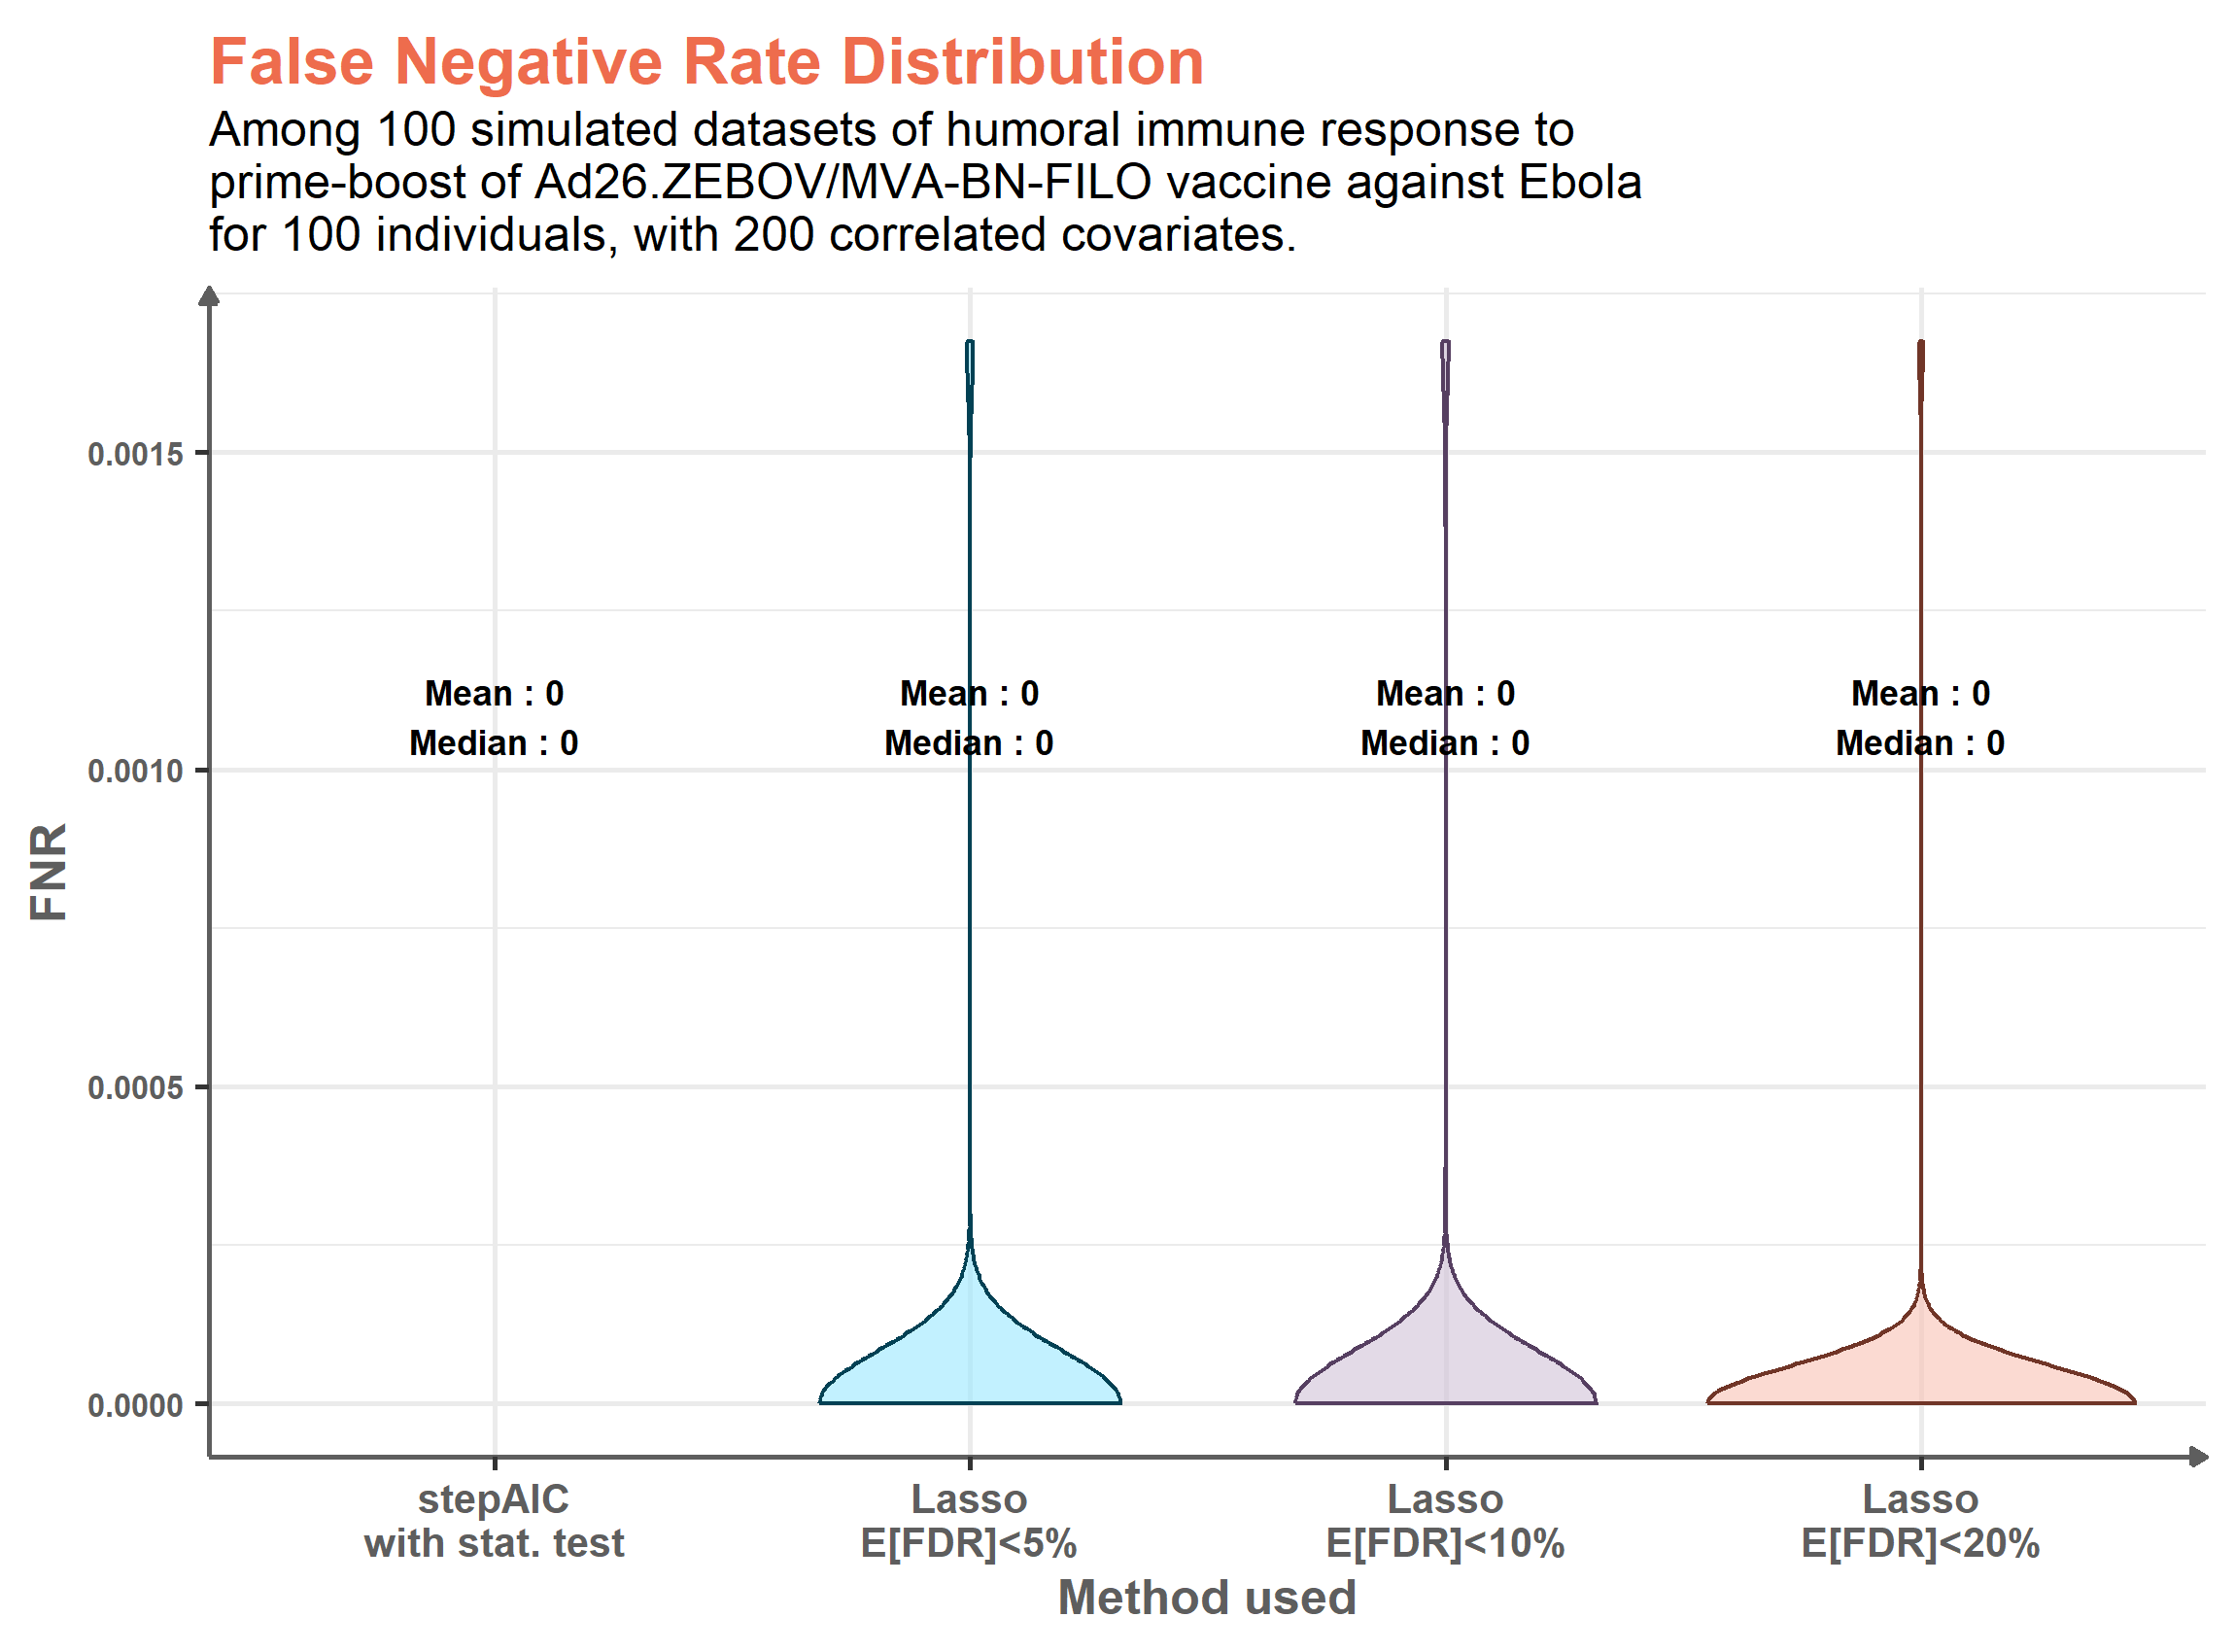 False Negative Rate Distribution
Among 100 simulated datasets of humoral immune response to
prime-boost of Ad26.ZEBOV/MVA-BN-FILO vaccine against Ebola
for 100 individuals, with 200 correlated covariates.
0.0015
Mean : 0 Mean : 0 Mean : 0 Mean : 0
Median : 0 Median : 0 Median : 0 Median : 0
0.0010
FNR
0.0005
0.0000
stepAIC Lasso Lasso Lasso
with stat. test E[FDR]<5% E[FDR]<10% E[FDR]<20%
Method used